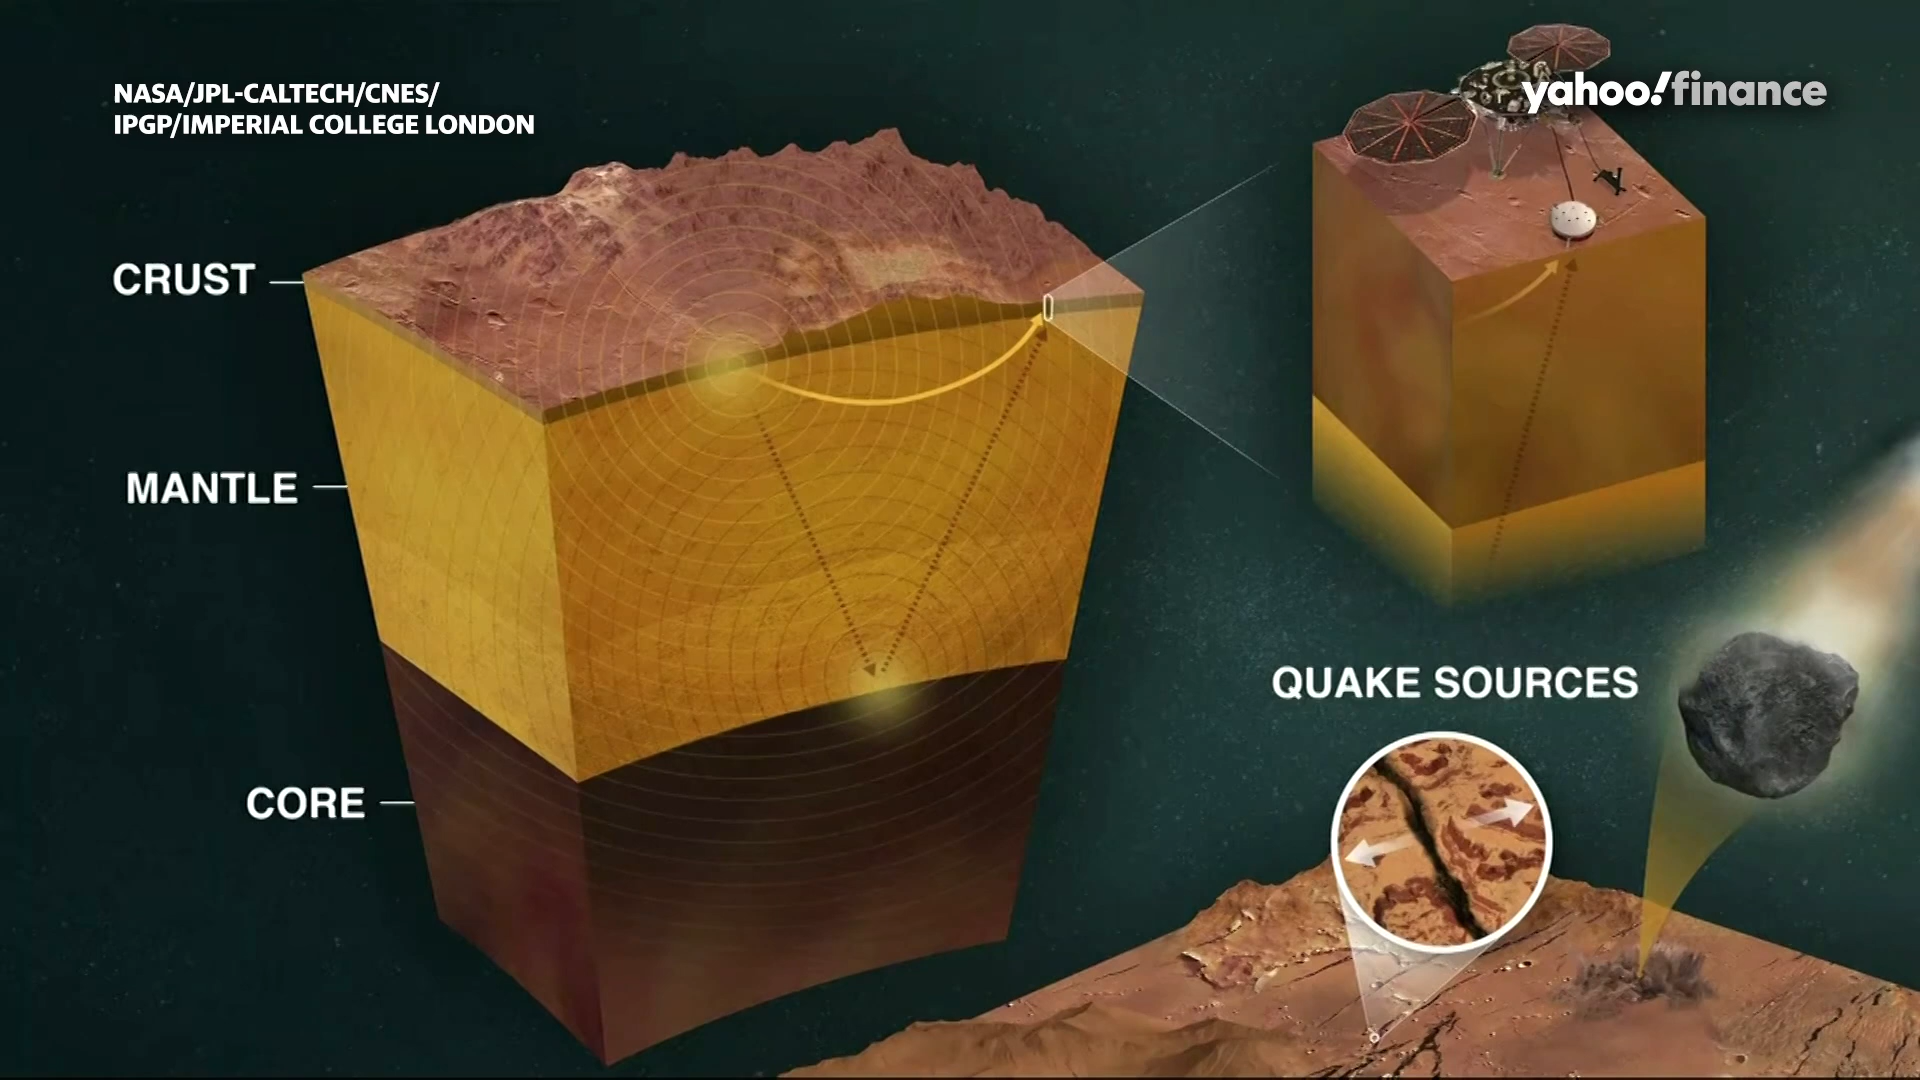 NASA/JPL-CALTECH/CNES/
IPGP/IMPERIAL COLLEGE LONDON
yahoo!finance
CRUST
MANTLE
CORE
QUAKE SOURCES